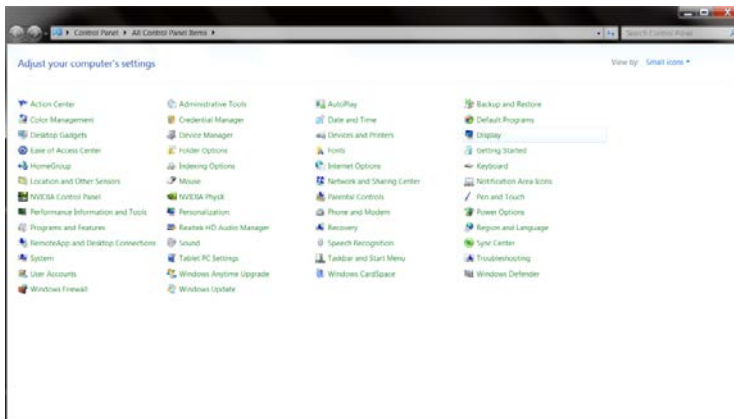 Control Panel ▸ All Control Panel Items ▸
Search Control Panel
Adjust your computer's settings
View by: Small icons
Action Center
Administrative Tools
AutoPlay
Backup and Restore
Color Management
Credential Manager
Date and Time
Default Programs
Desktop Gadgets
Device Manager
Devices and Printers
Display
Ease of Access Center
Folder Options
Fonts
Getting Started
HomeGroup
Indexing Options
Internet Options
Keyboard
Location and Other Sensors
Mouse
Network and Sharing Center
Notification Area Icons
NVIDIA Control Panel
NVIDIA PhysX
Parental Controls
Pen and Touch
Performance Information and Tools
Personalization
Phone and Modem
Power Options
Programs and Features
Realtek HD Audio Manager
Recovery
Region and Language
RemoteApp and Desktop Connections
Sound
Speech Recognition
Sync Center
System
Tablet PC Settings
Taskbar and Start Menu
Troubleshooting
User Accounts
Windows Anytime Upgrade
Windows CardSpace
Windows Defender
Windows Firewall
Windows Update